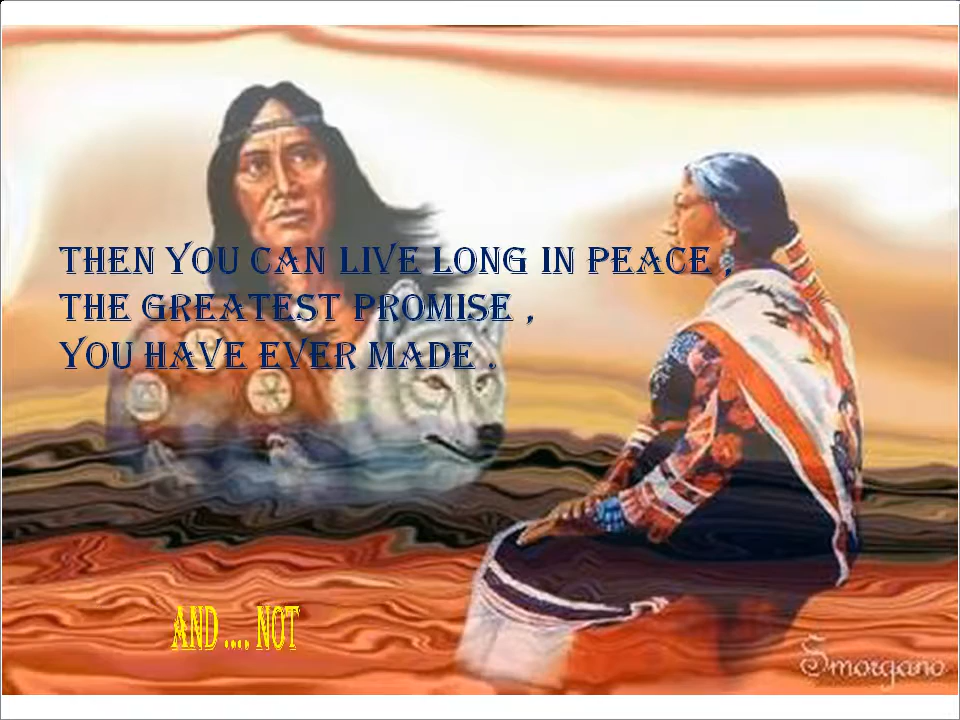 THEN YOU CAN LIVE LONG IN PEACE ,
THE GREATEST PROMISE ,
YOU HAVE EVER MADE .
AND .... NOT
Smorgano